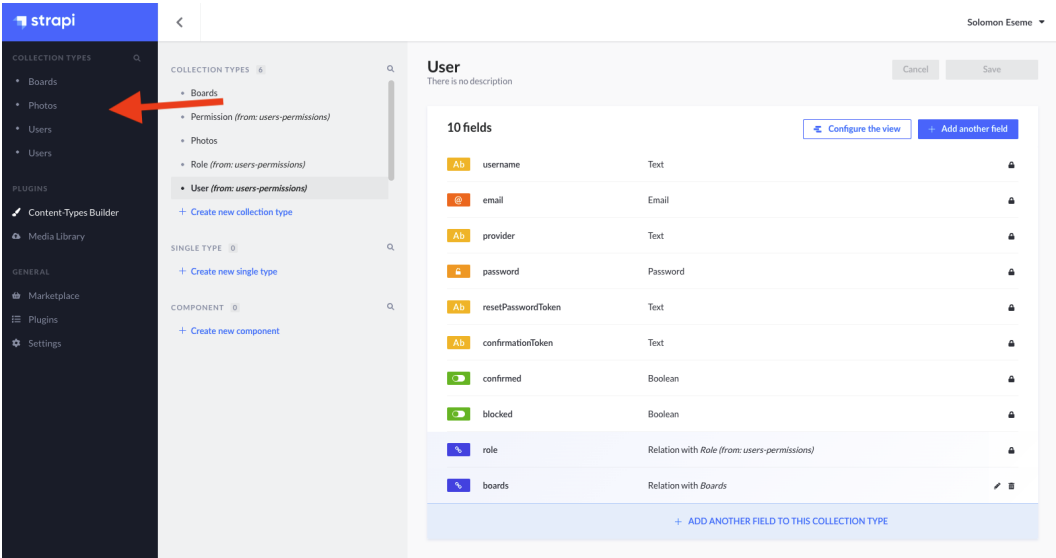 strapi
Solomon Eseme
COLLECTION TYPES
Boards
Photos
Users
Users
PLUGINS
Content-Types Builder
Media Library
GENERAL
Marketplace
Plugins
Settings
COLLECTION TYPES 6
Boards
Permission (from: users-permissions)
Photos
Role (from: users-permissions)
User (from: users-permissions)
+ Create new collection type
SINGLE TYPE 0
+ Create new single type
COMPONENT 0
+ Create new component
User
There is no description
Cancel Save
10 fields
Configure the view + Add another field
Ab username Text
@ email Email
Ab provider Text
password Password
Ab resetPasswordToken Text
Ab confirmationToken Text
confirmed Boolean
blocked Boolean
role Relation with Role (from: users-permissions)
boards Relation with Boards
+ ADD ANOTHER FIELD TO THIS COLLECTION TYPE